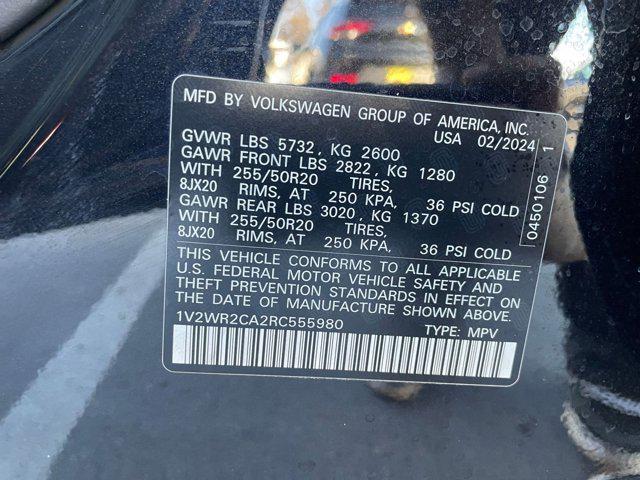 MFD BY VOLKSWAGEN GROUP OF AMERICA, INC.
USA 02/2024
GVWR LBS 5732, KG 2600
GAWR FRONT LBS 2822, KG 1280
WITH 255/50R20 TIRES,
8JX20 RIMS, AT 250 KPA, 36 PSI COLD
GAWR REAR LBS 3020, KG 1370
WITH 255/50R20 TIRES,
8JX20 RIMS, AT 250 KPA, 36 PSI COLD
THIS VEHICLE CONFORMS TO ALL APPLICABLE
U.S. FEDERAL MOTOR VEHICLE SAFETY AND
THEFT PREVENTION STANDARDS IN EFFECT ON
THE DATE OF MANUFACTURE SHOWN ABOVE.
1V2WR2CA2RC555980 TYPE: MPV
0450106 1